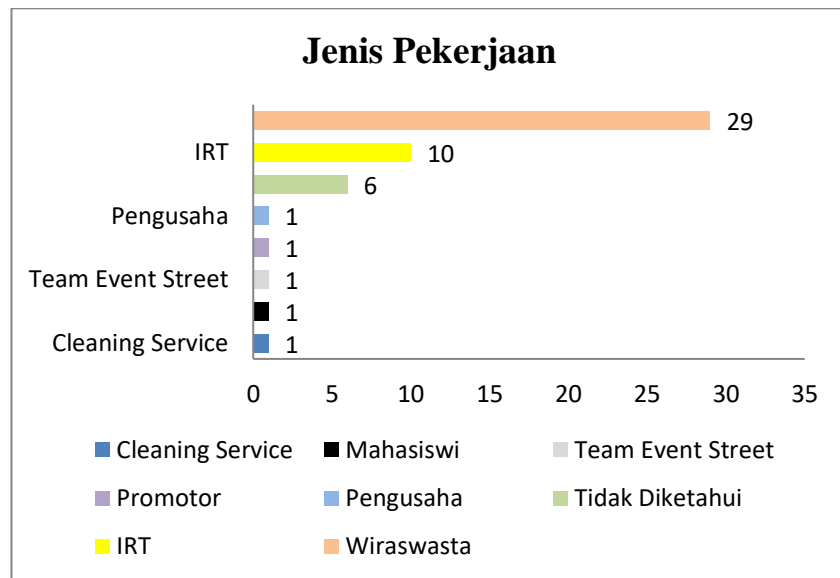 Jenis Pekerjaan
29
IRT 10
6
Pengusaha 1
1
Team Event Street 1
1
Cleaning Service 1
0 5 10 15 20 25 30 35
Cleaning Service Mahasiswi Team Event Street
Promotor Pengusaha Tidak Diketahui
IRT Wiraswasta